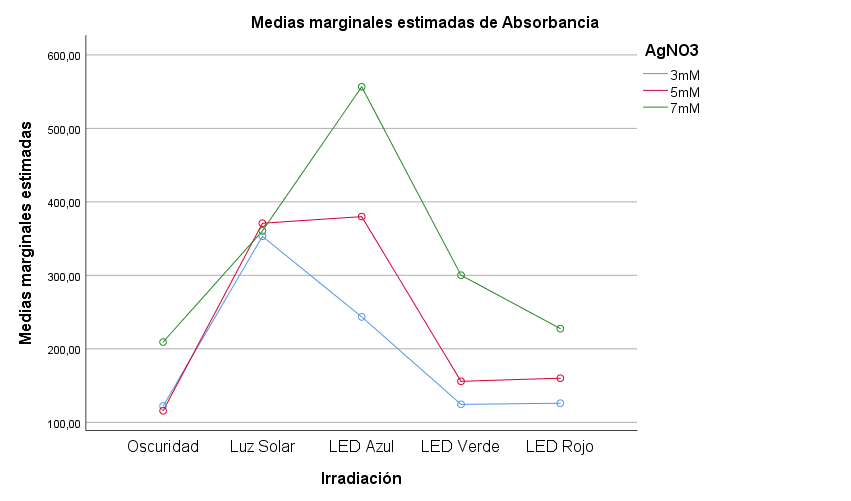 Medias marginales estimadas de Absorbancia
AgNO3
3mM
5mM
7mM
Medias marginales estimadas
600,00
500,00
400,00
300,00
200,00
100,00
Oscuridad
Luz Solar
LED Azul
LED Verde
LED Rojo
Irradiación